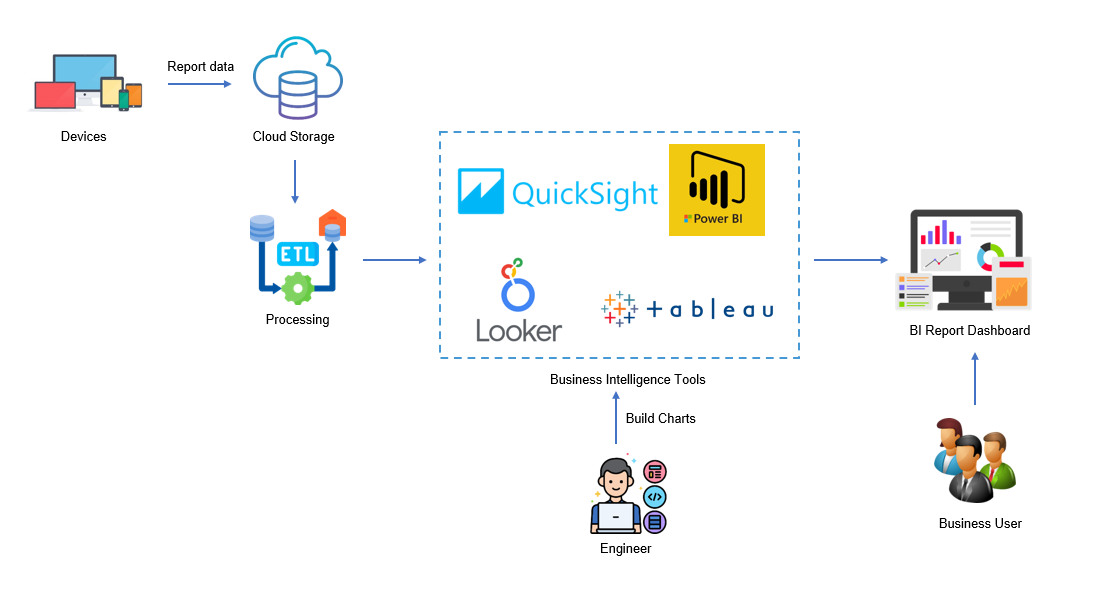 Report data
Devices
Cloud Storage
ETL
Processing
QuickSight
Power BI
Looker
+ a b | e a u
Business Intelligence Tools
Build Charts
</>
Engineer
BI Report Dashboard
Business User